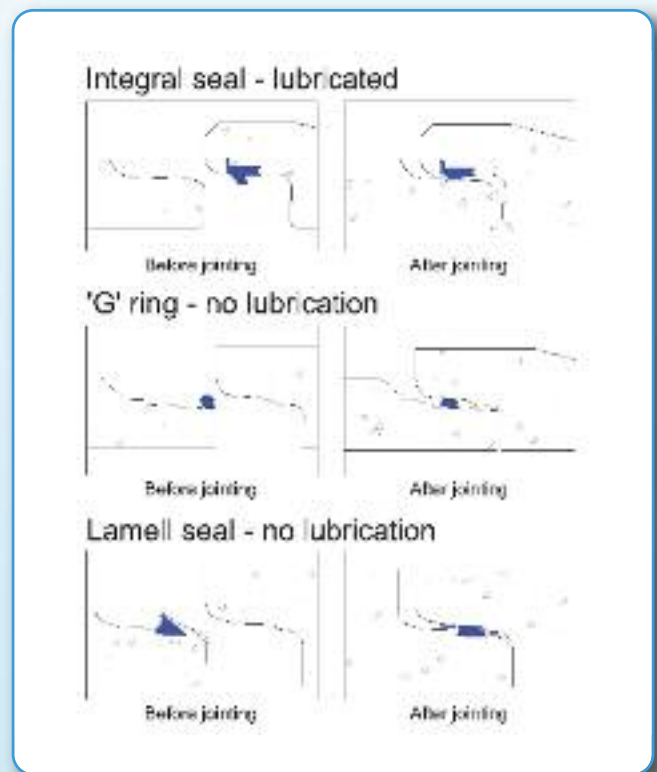 Integral seal - lubricated
Before jointing
After jointing
'G' ring - no lubrication
Before jointing
After jointing
Lamell seal - no lubrication
Before jointing
After jointing